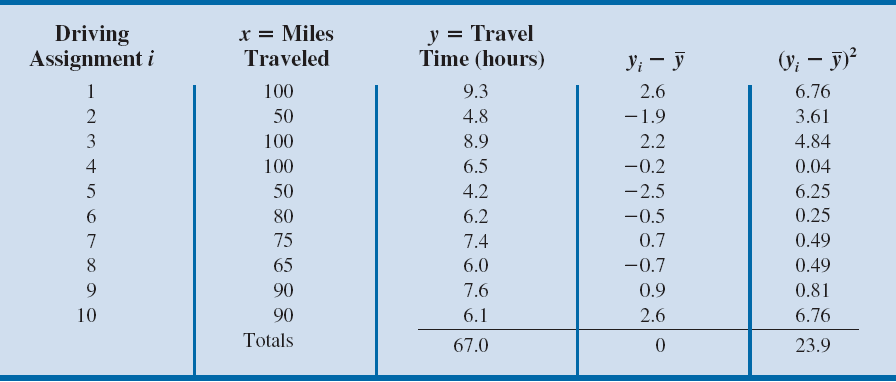 Driving Assignment i | x = Miles Traveled | y = Travel Time (hours) | yᵢ − ȳ | (yᵢ − ȳ)²
1 | 100 | 9.3 | 2.6 | 6.76
2 | 50 | 4.8 | −1.9 | 3.61
3 | 100 | 8.9 | 2.2 | 4.84
4 | 100 | 6.5 | −0.2 | 0.04
5 | 50 | 4.2 | −2.5 | 6.25
6 | 80 | 6.2 | −0.5 | 0.25
7 | 75 | 7.4 | 0.7 | 0.49
8 | 65 | 6.0 | −0.7 | 0.49
9 | 90 | 7.6 | 0.9 | 0.81
10 | 90 | 6.1 | 2.6 | 6.76
Totals | 67.0 | 0 | 23.9